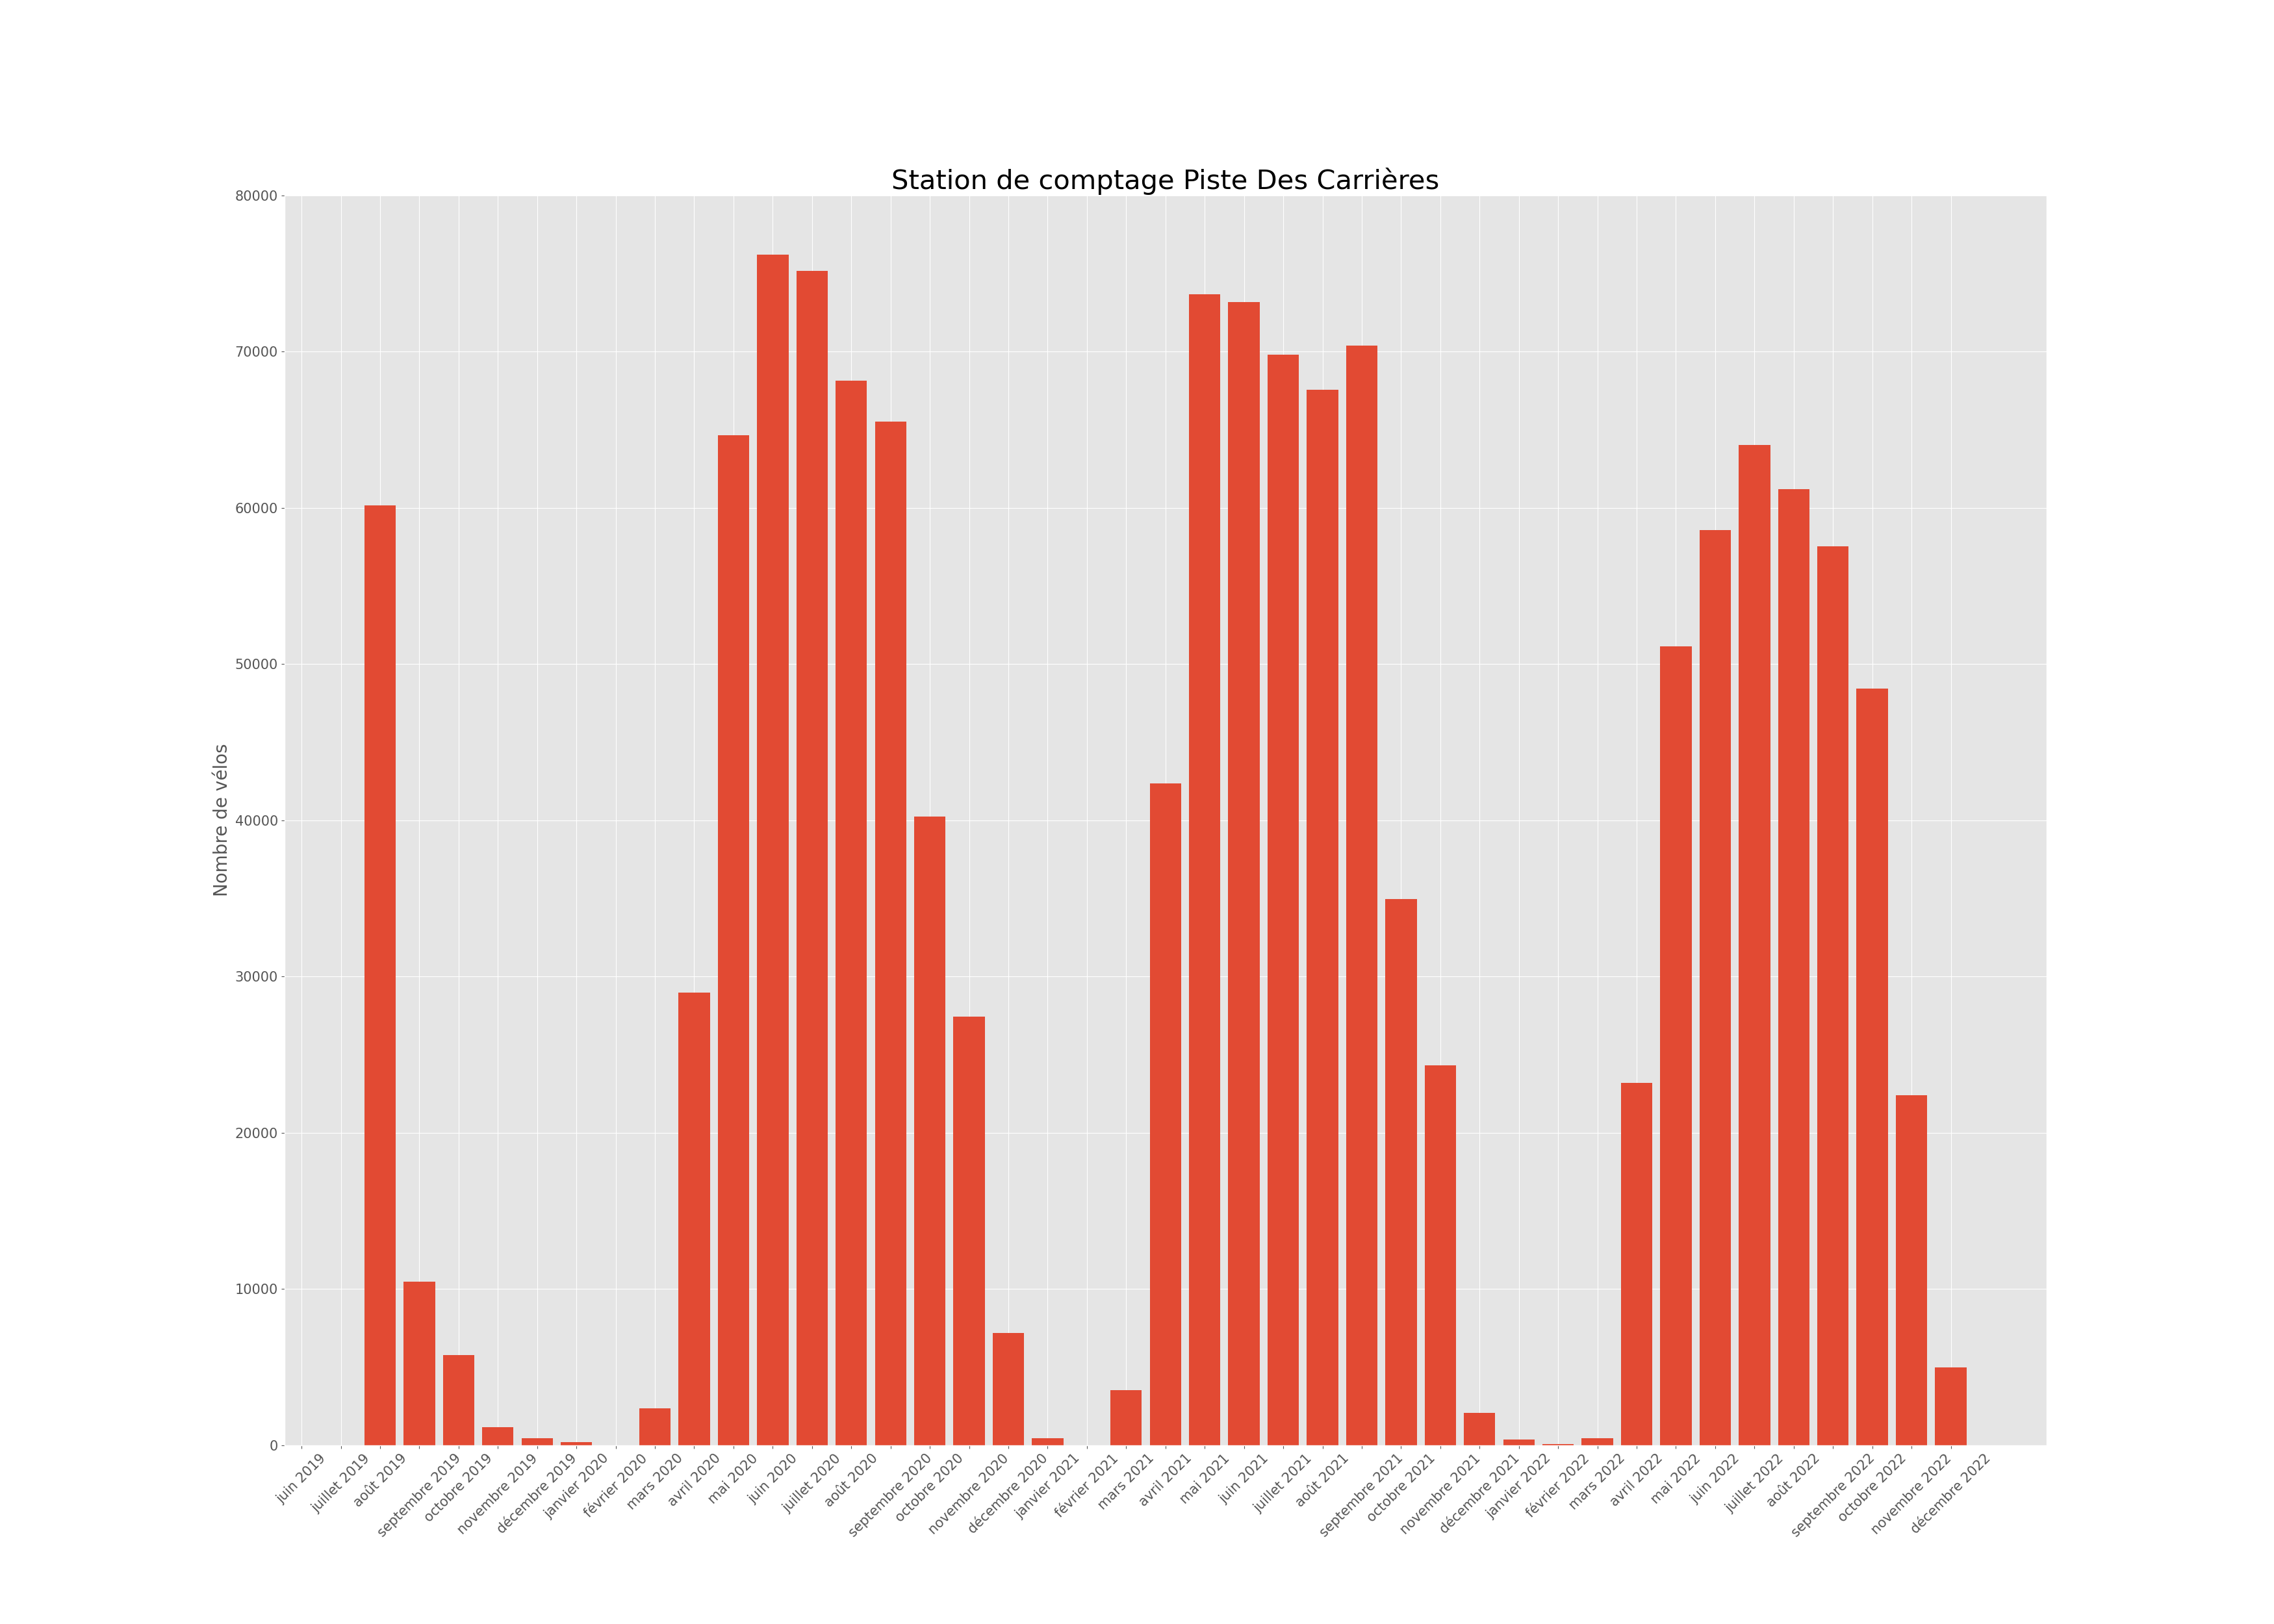 Station de comptage Piste Des Carrières
80000
70000
60000
50000
40000
30000
20000
10000
0
Nombre de vélos
juin 2019
juillet 2019
août 2019
septembre 2019
octobre 2019
novembre 2019
décembre 2019
janvier 2020
février 2020
mars 2020
avril 2020
mai 2020
juin 2020
juillet 2020
août 2020
septembre 2020
octobre 2020
novembre 2020
décembre 2020
janvier 2021
février 2021
mars 2021
avril 2021
mai 2021
juin 2021
juillet 2021
août 2021
septembre 2021
octobre 2021
novembre 2021
décembre 2021
janvier 2022
février 2022
mars 2022
avril 2022
mai 2022
juin 2022
juillet 2022
août 2022
septembre 2022
octobre 2022
novembre 2022
décembre 2022